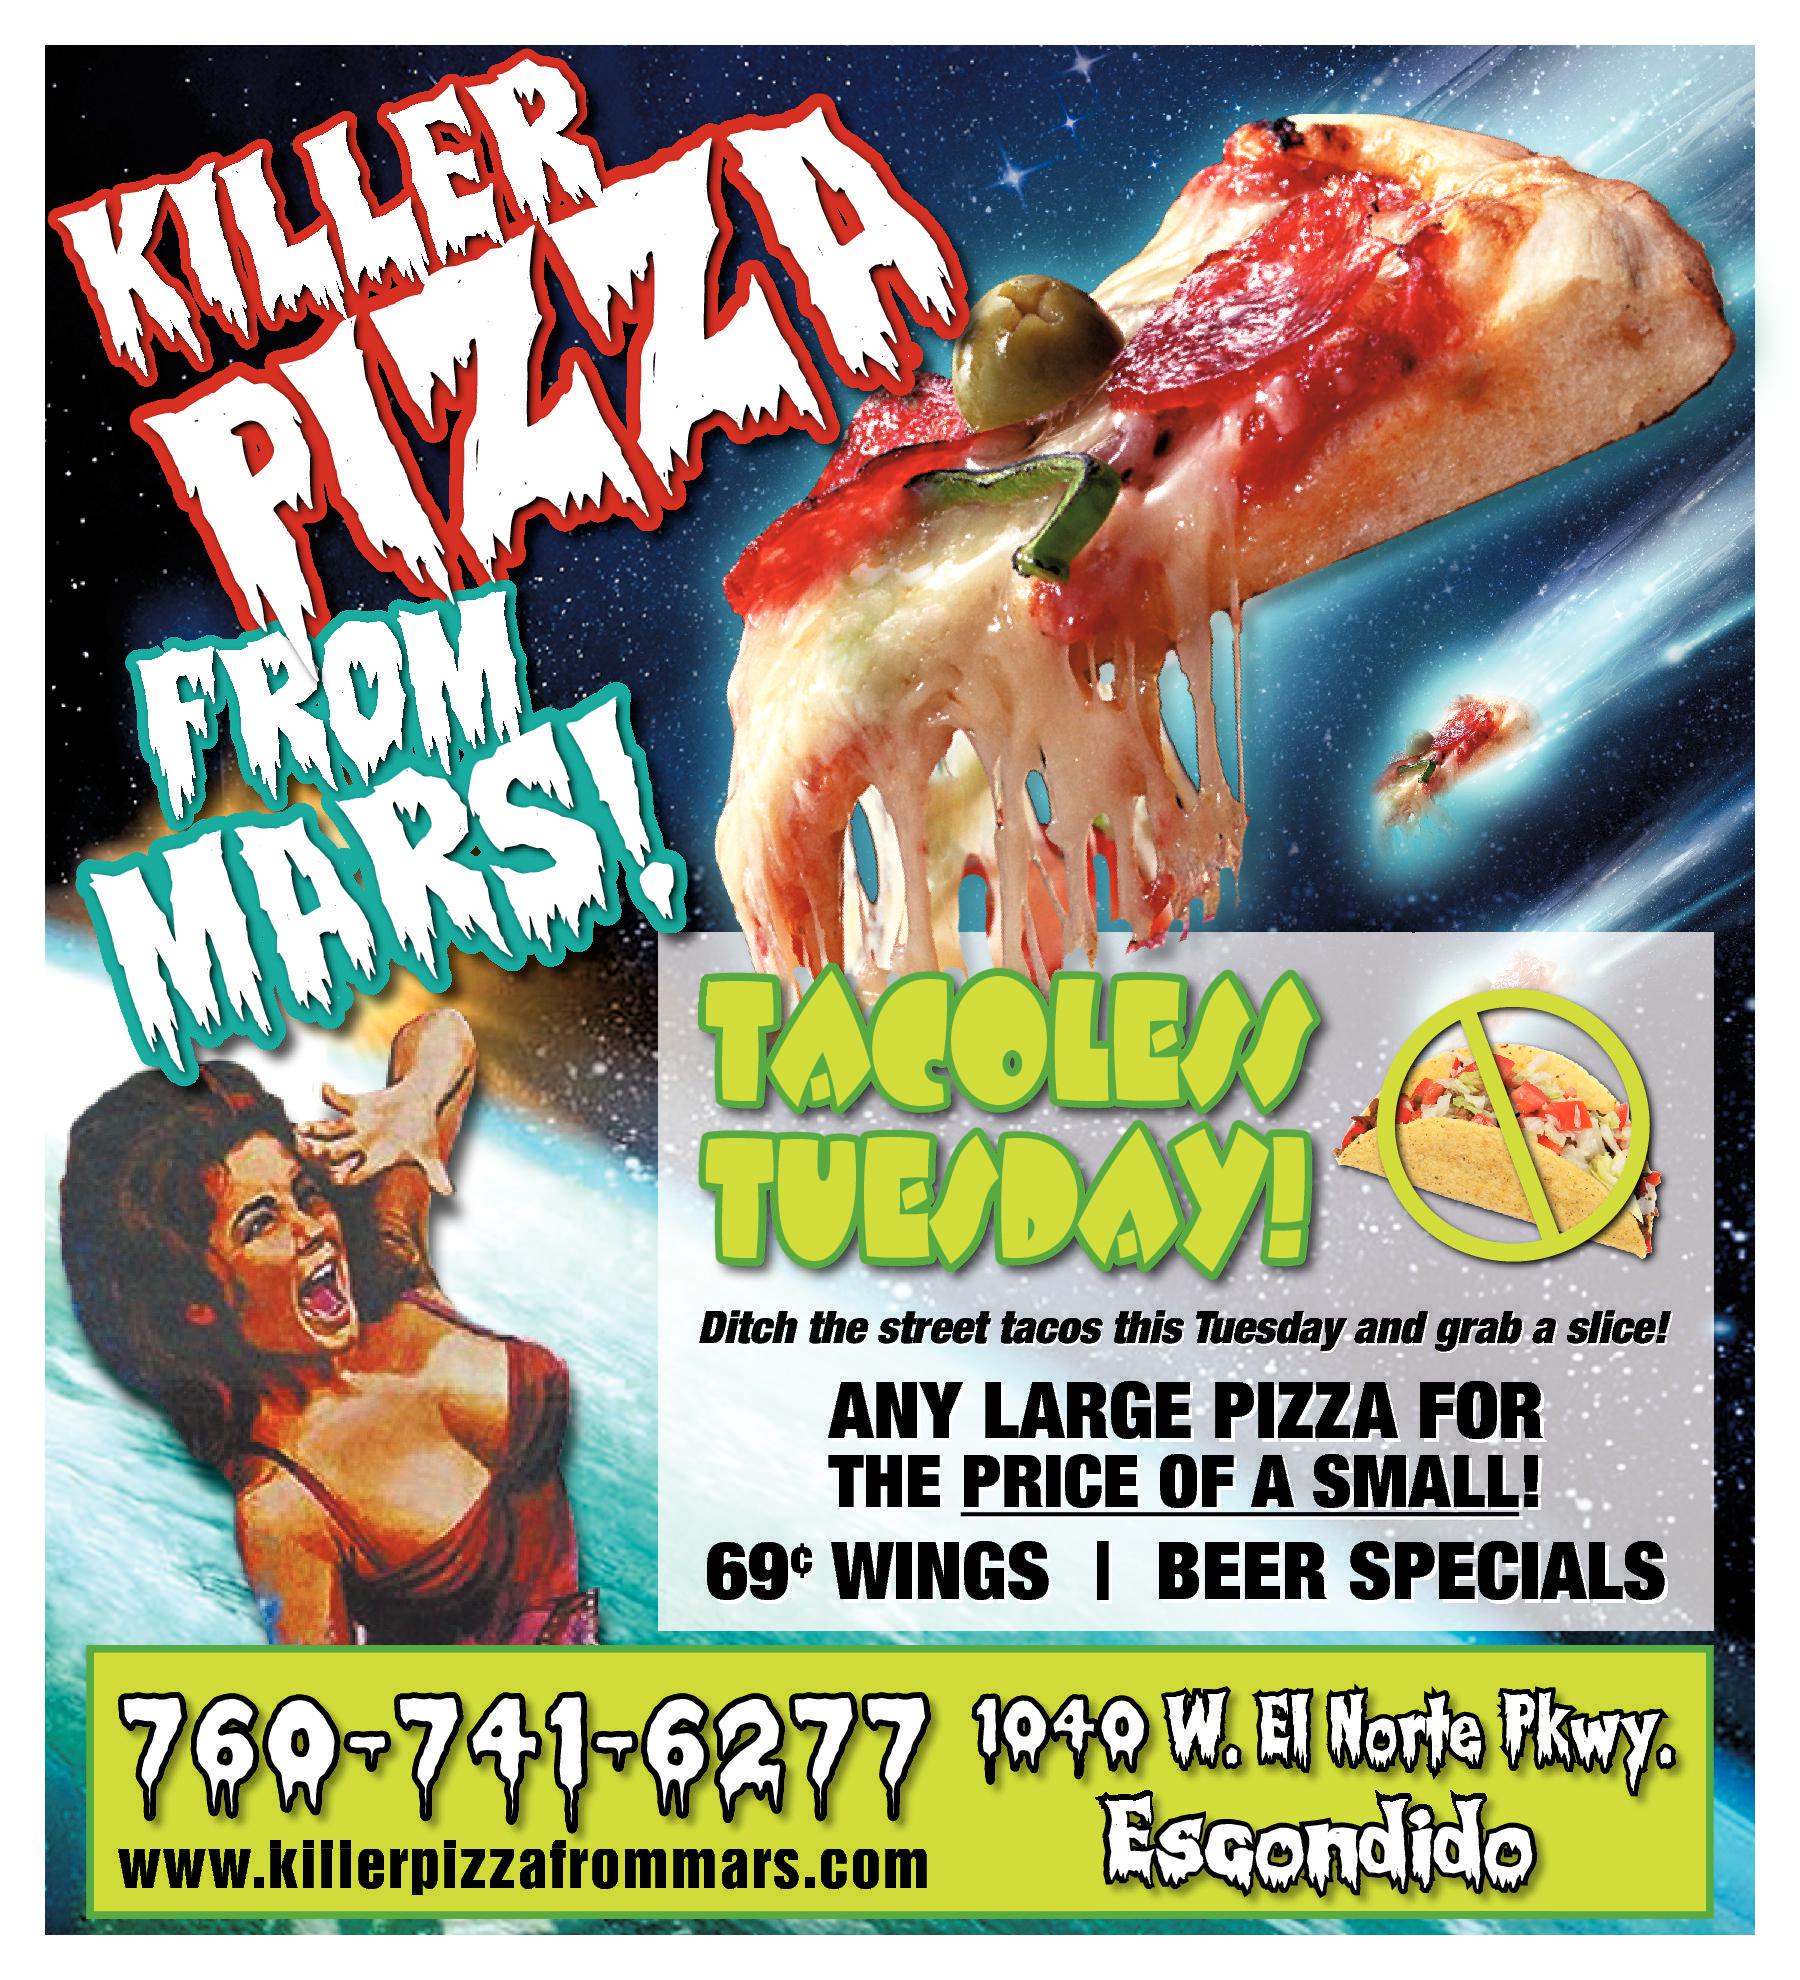 KILLER
PIZZA
FROM
MARS!
TACOLESS
TUESDAY!
Ditch the street tacos this Tuesday and grab a slice!
ANY LARGE PIZZA FOR
THE PRICE OF A SMALL!
69¢ WINGS | BEER SPECIALS
760-741-6277
www.killerpizzafrommars.com
1040 W. El Norte Pkwy.
Escondido